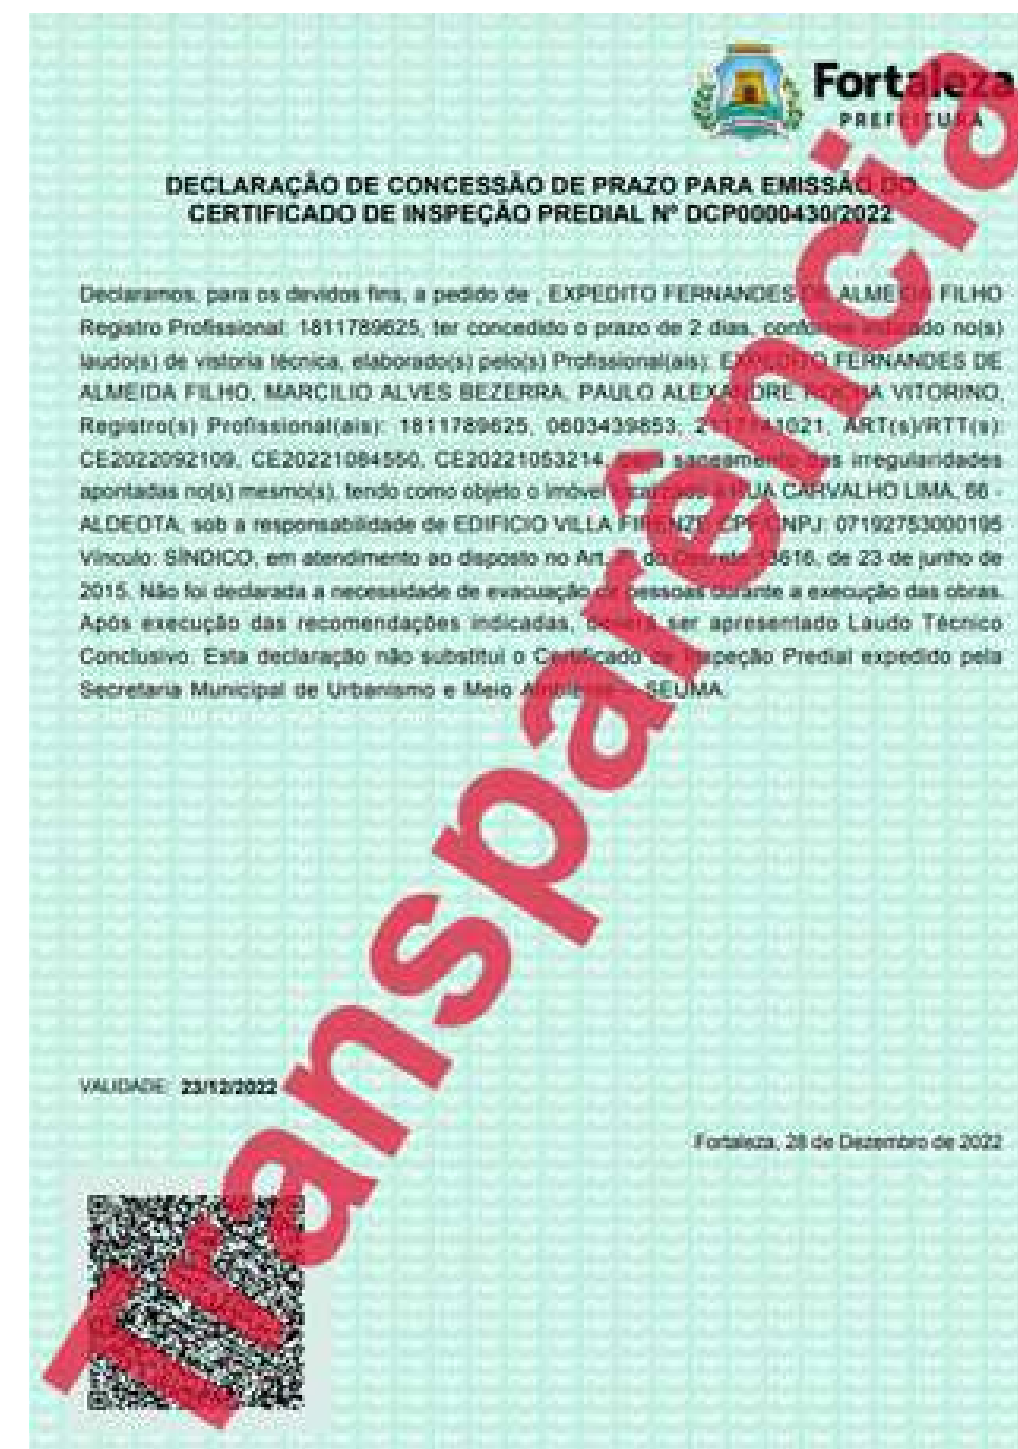 Fortaleza
PREFEITURA
DECLARAÇÃO DE CONCESSÃO DE PRAZO PARA EMISSÃO DO
CERTIFICADO DE INSPEÇÃO PREDIAL Nº DCP0000430/2022
Declaramos, para os devidos fins, a pedido de , EXPEDITO FERNANDES DE ALMEIDA FILHO
Registro Profissional: 1811789625, ter concedido o prazo de 2 dias, conforme indicado no(s)
laudo(s) de vistoria técnica, elaborado(s) pelo(s) Profissional(ais): EXPEDITO FERNANDES DE
ALMEIDA FILHO, MARCILIO ALVES BEZERRA, PAULO ALEXANDRE ROCHA VITORINO,
Registro(s) Profissional(ais): 1811789625, 0603439853, ART(s)/RTT(s):
CE2022092109, CE20221084550, CE20221053214, para saneamento das irregularidades
apontadas no(s) mesmo(s), tendo como objeto o imóvel localizado à RUA CARVALHO LIMA, 66 -
ALDEOTA, sob a responsabilidade de EDIFICIO VILLA FIRENZE CPF/CNPJ: 07192753000195
Vínculo: SÍNDICO, em atendimento ao disposto no Art. do Decreto 13616, de 23 de junho de
2015. Não foi declarada a necessidade de evacuação de pessoas durante a execução das obras.
Após execução das recomendações indicadas, deverá ser apresentado Laudo Técnico
Conclusivo. Esta declaração não substitui o Certificado de Inspeção Predial expedido pela
Secretaria Municipal de Urbanismo e Meio Ambiente - SEUMA.
VALIDADE: 23/12/2022
Fortaleza, 28 de Dezembro de 2022
Transparência